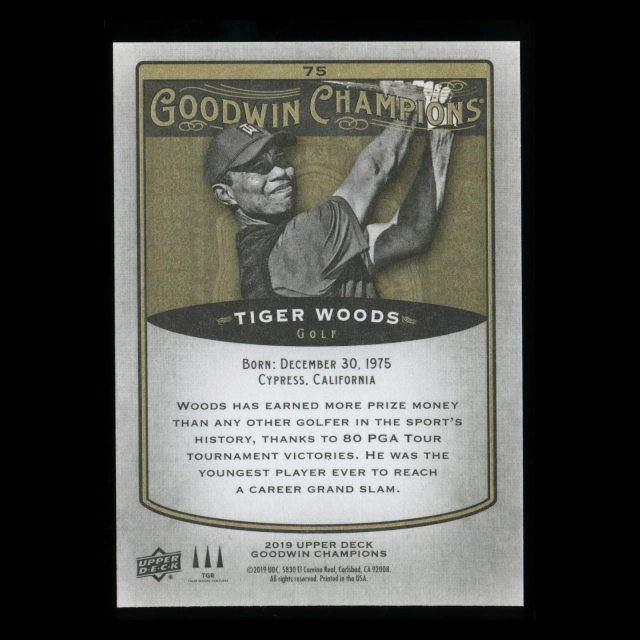 75
GOODWIN CHAMPIONS
TIGER WOODS
GOLF
BORN: DECEMBER 30, 1975
CYPRESS, CALIFORNIA
WOODS HAS EARNED MORE PRIZE MONEY
THAN ANY OTHER GOLFER IN THE SPORT'S
HISTORY, THANKS TO 80 PGA TOUR
TOURNAMENT VICTORIES. HE WAS THE
YOUNGEST PLAYER EVER TO REACH
A CAREER GRAND SLAM.
2019 UPPER DECK
GOODWIN CHAMPIONS
©2019 UDC, 5830 El Camino Real, Carlsbad, CA 92008.
All rights reserved. Printed in the USA.
UPPER
DECK
TGR